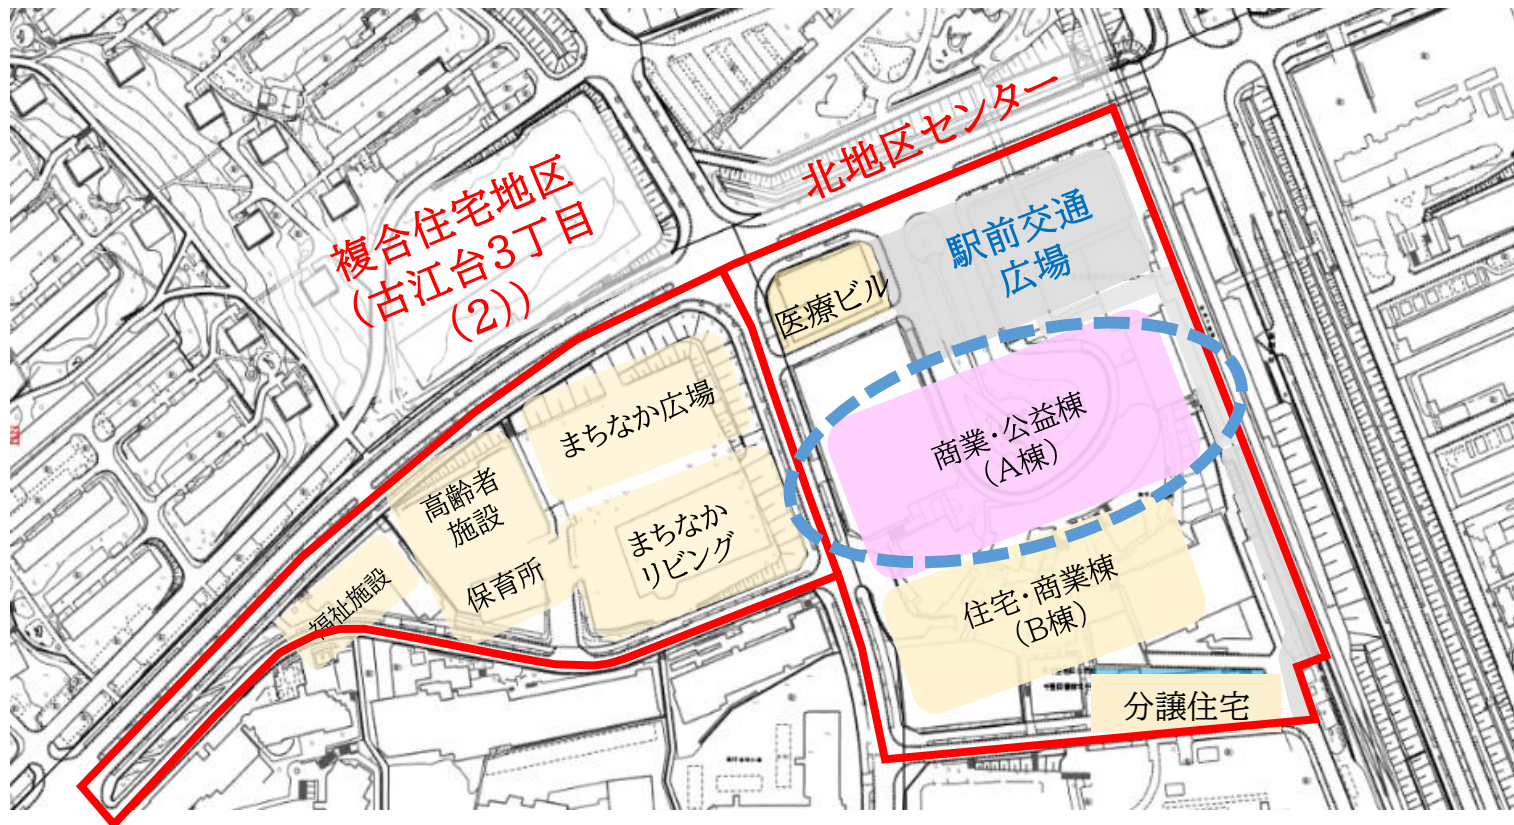 北地区センター
複合住宅地区
(古江台3丁目
(2))
駅前交通
広場
医療ビル
まちなか広場
商業・公益棟
(A棟)
高齢者
施設
まちなか
リビング
保育所
福祉施設
住宅・商業棟
(B棟)
分譲住宅